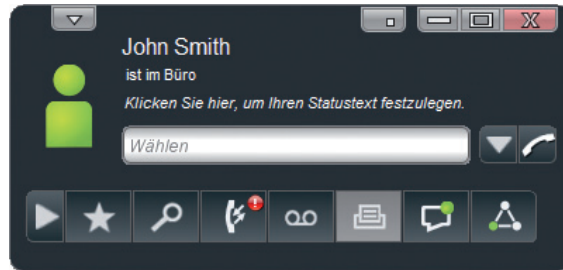 John Smith
ist im Büro
Klicken Sie hier, um Ihren Statustext festzulegen.
Wählen